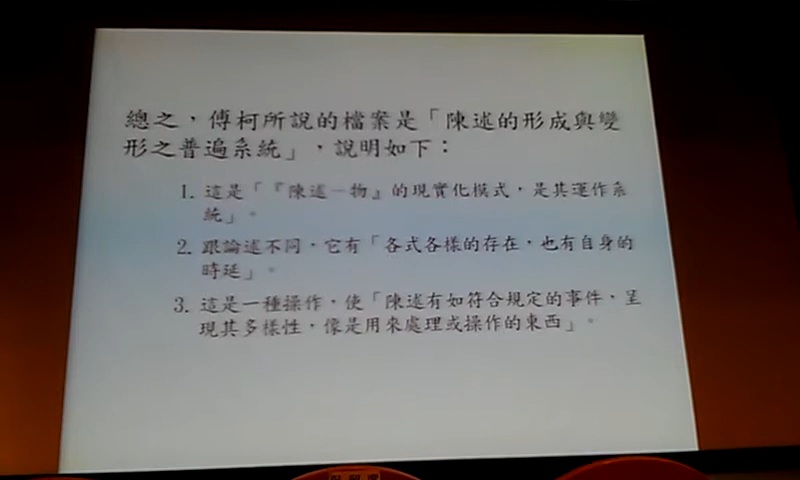 總之，傅柯所說的檔案是「陳述的形成與變
形之普遍系統」，說明如下：
1. 這是「『陳述－物』的現實化模式，是其運作系
統」。
2. 跟論述不同，它有「各式各樣的存在，也有自身的
時延」。
3. 這是一種操作，使「陳述有如符合規定的事件，呈
現其多樣性，像是用來處理或操作的東西」。